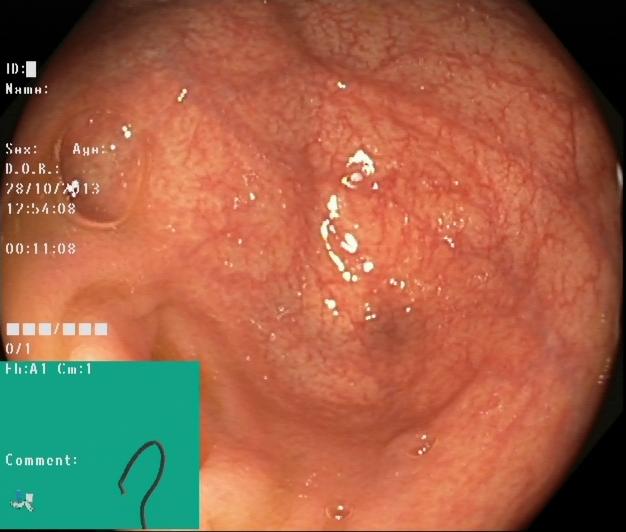 ID:
Name:
Sex: Age:
D.O.B.:
28/10/2013
12:54:08
00:11:08
0/1
Eh:A1 Cm:1
Comment: